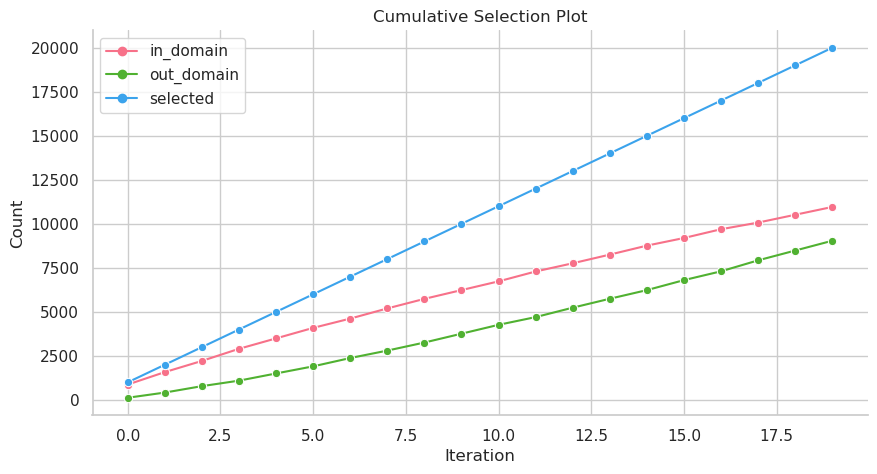 Cumulative Selection Plot
in_domain
out_domain
selected
Count
20000
17500
15000
12500
10000
7500
5000
2500
0
0.0 2.5 5.0 7.5 10.0 12.5 15.0 17.5
Iteration